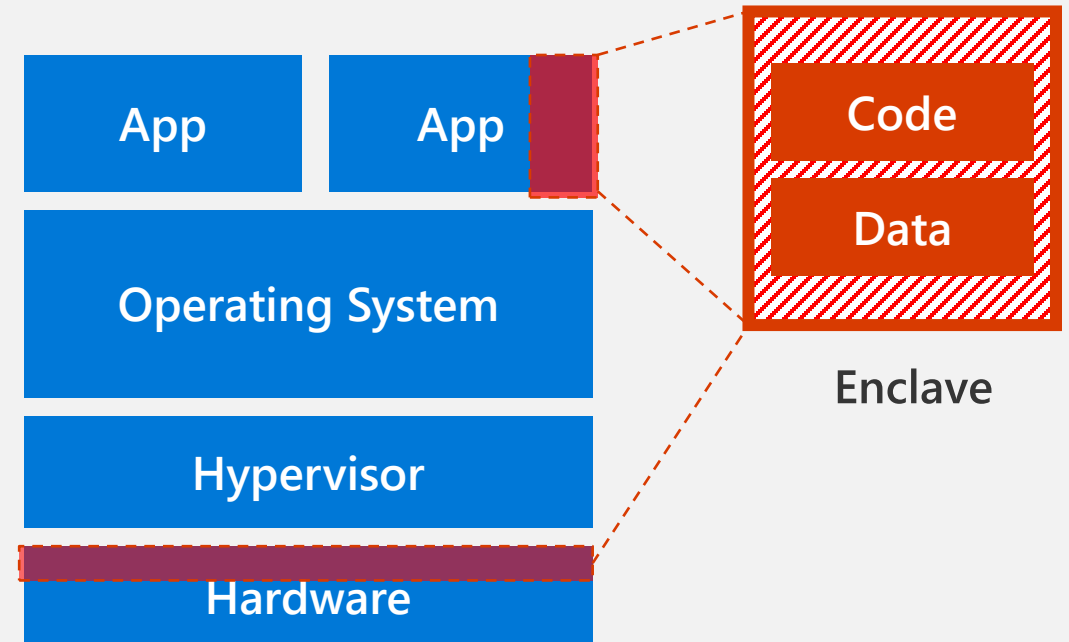 App
App
Operating System
Hypervisor
Hardware
Code
Data
Enclave